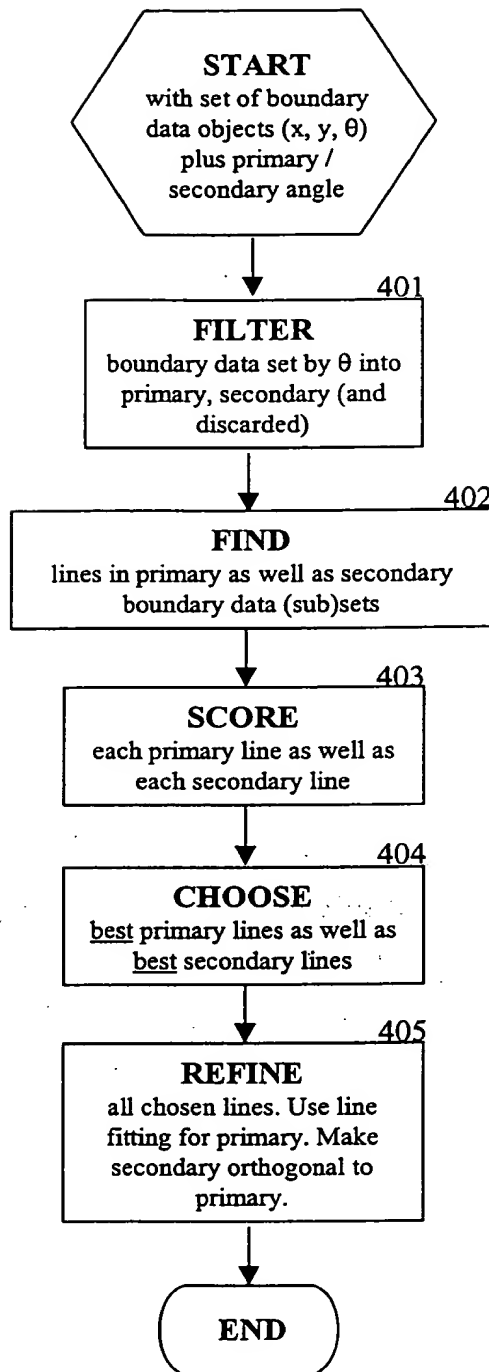 START
with set of boundary
data objects (x, y, θ)
plus primary /
secondary angle
401
FILTER
boundary data set by θ into
primary, secondary (and
discarded)
402
FIND
lines in primary as well as secondary
boundary data (sub)sets
403
SCORE
each primary line as well as
each secondary line
404
CHOOSE
best primary lines as well as
best secondary lines
405
REFINE
all chosen lines. Use line
fitting for primary. Make
secondary orthogonal to
primary.
END